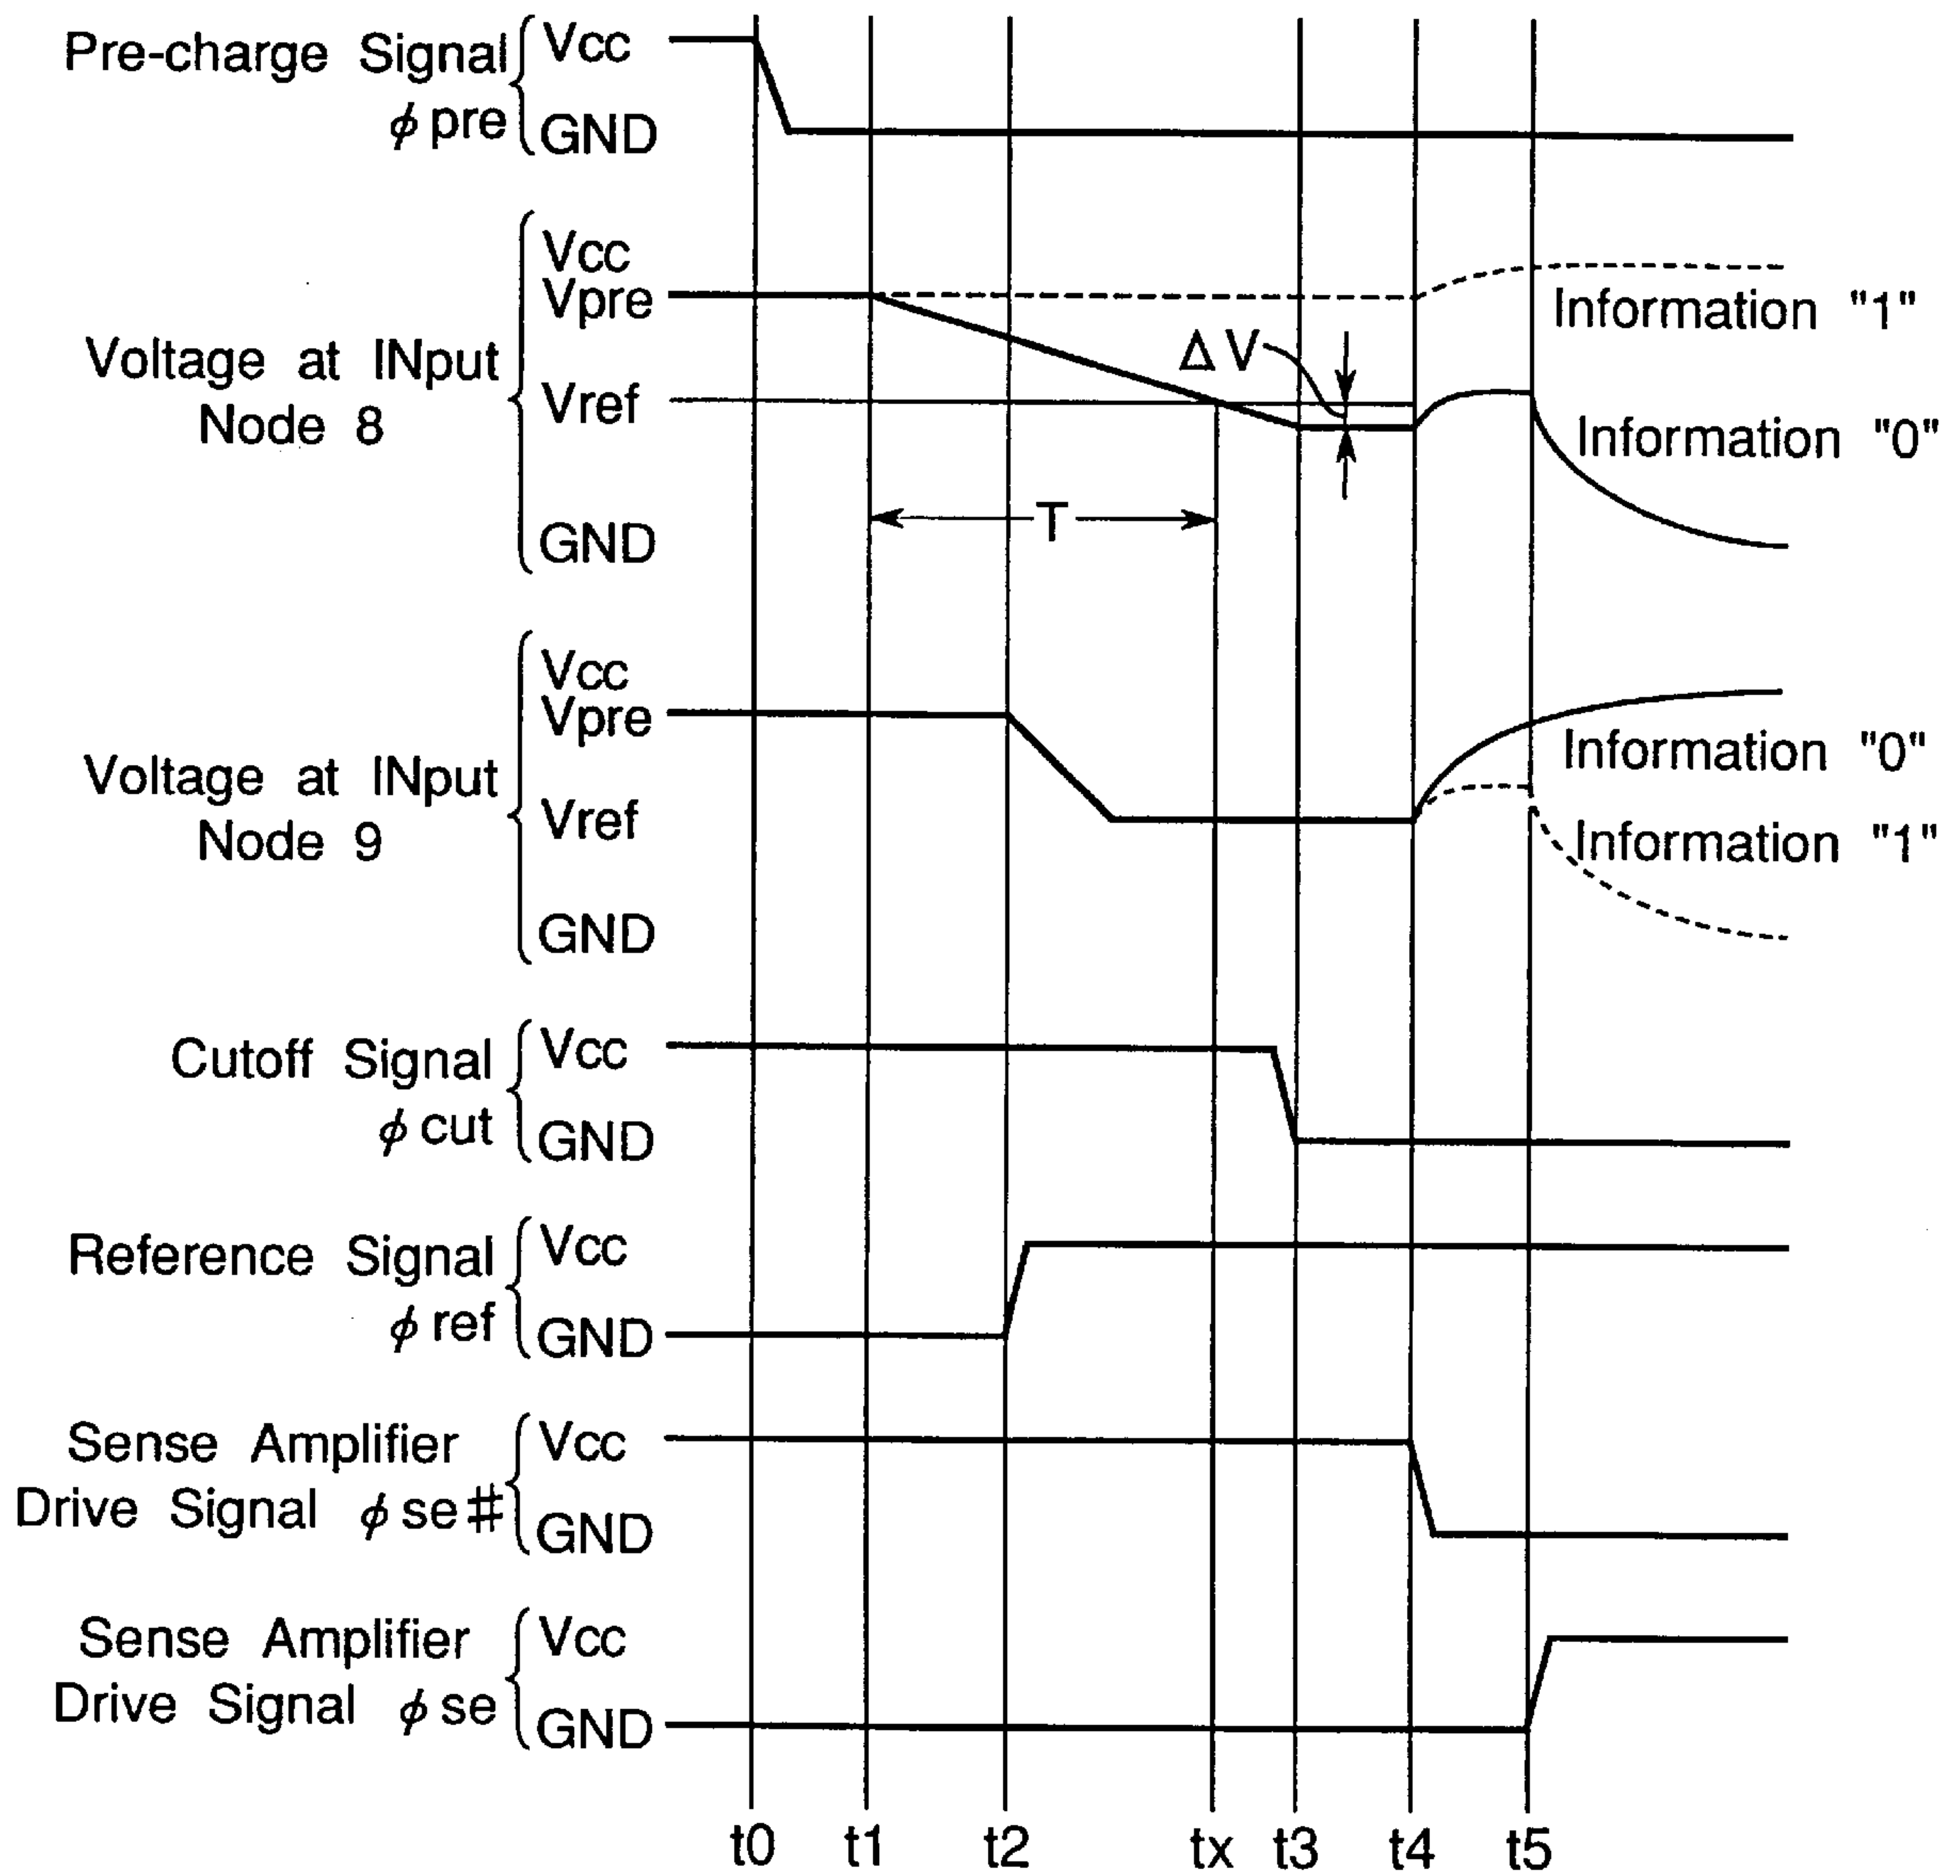 Pre-charge Signal
ϕ pre
Vcc
GND
Voltage at INput
Node 8
Vcc
Vpre
Vref
GND
ΔV
T
Information "1"
Information "0"
Voltage at INput
Node 9
Vcc
Vpre
Vref
GND
Information "0"
Information "1"
Cutoff Signal
ϕ cut
Vcc
GND
Reference Signal
ϕ ref
Vcc
GND
Sense Amplifier
Drive Signal ϕ se#
Vcc
GND
Sense Amplifier
Drive Signal ϕ se
Vcc
GND
t0 t1 t2 tx t3 t4 t5